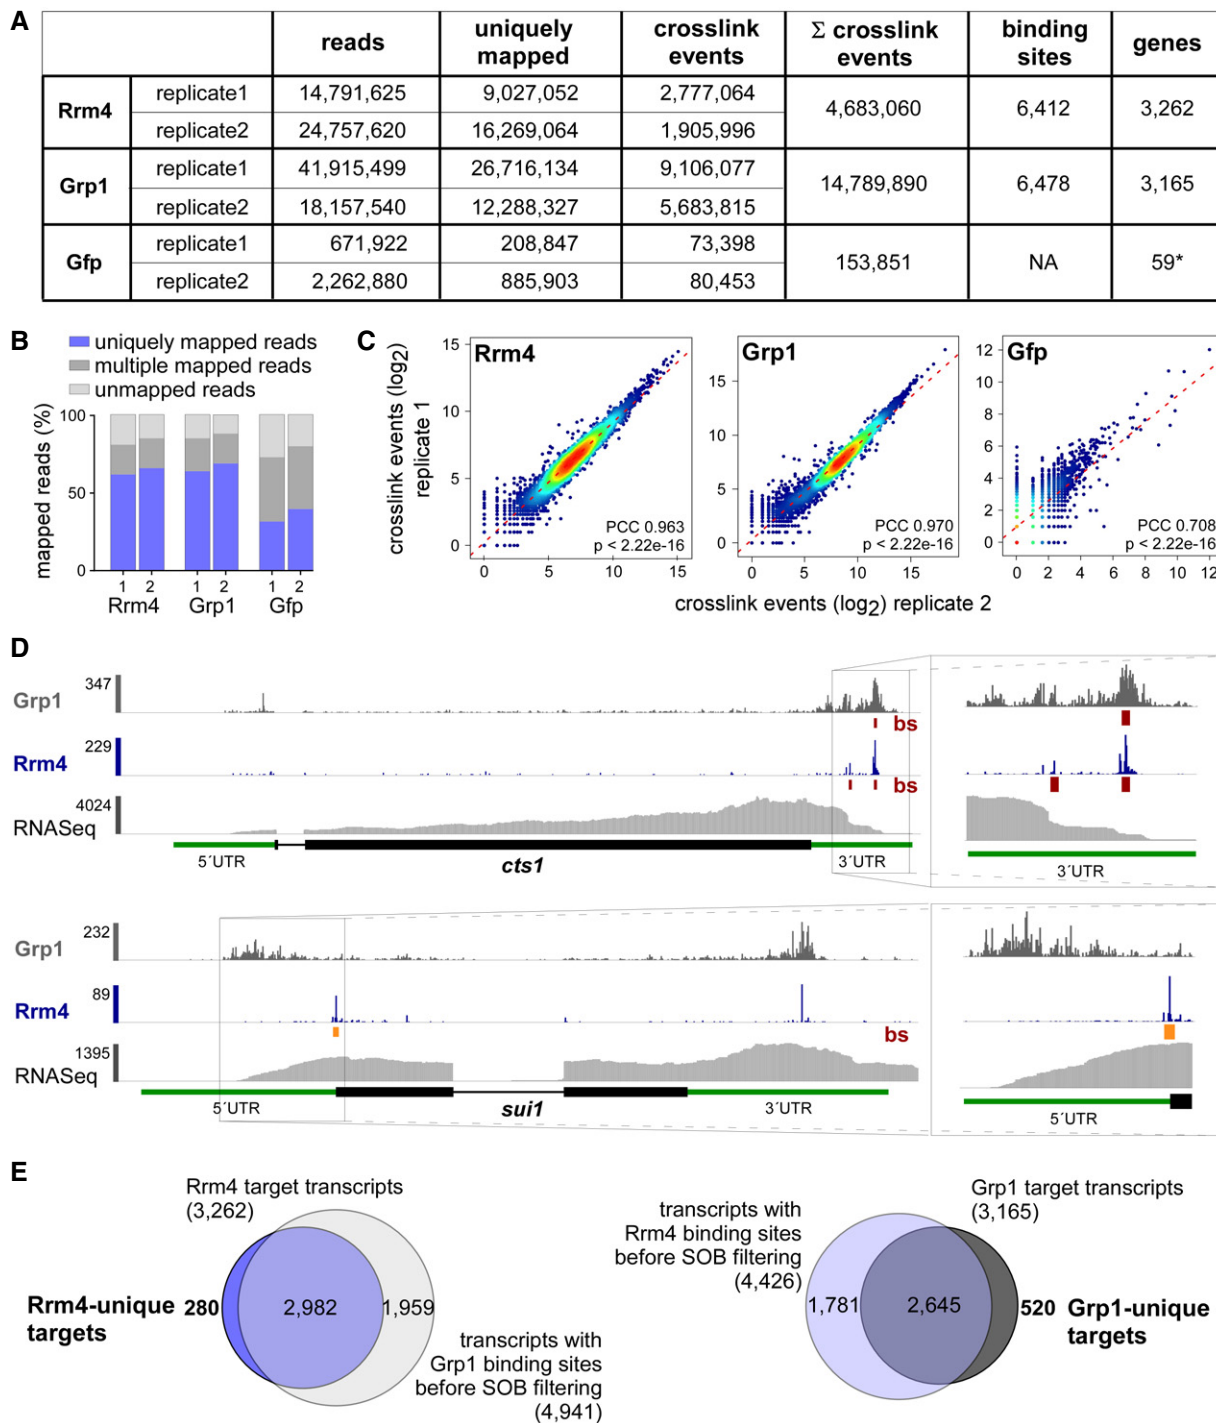 A
reads uniquely mapped crosslink events Σ crosslink events binding sites genes
Rrm4 replicate1 14,791,625 9,027,052 2,777,064 4,683,060 6,412 3,262
replicate2 24,757,620 16,269,064 1,905,996
Grp1 replicate1 41,915,499 26,716,134 9,106,077 14,789,890 6,478 3,165
replicate2 18,157,540 12,288,327 5,683,815
Gfp replicate1 671,922 208,847 73,398 153,851 NA 59*
replicate2 2,262,880 885,903 80,453
B
uniquely mapped reads
multiple mapped reads
unmapped reads
mapped reads (%)
100
50
0
1 2 1 2 1 2
Rrm4 Grp1 Gfp
C
crosslink events (log2)
replicate 1
Rrm4
15
10
5
0
PCC 0.963
p < 2.22e-16
0 5 10 15
Grp1
15
10
5
0
PCC 0.970
p < 2.22e-16
0 5 10 15
Gfp
12
10
8
6
4
2
0
PCC 0.708
p < 2.22e-16
0 2 4 6 8 10 12
crosslink events (log2) replicate 2
D
Grp1
347
bs
Rrm4
229
bs
RNASeq
4024
5´UTR
cts1
3´UTR
3´UTR
Grp1
232
Rrm4
89
bs
RNASeq
1395
5´UTR
sui1
3´UTR
5´UTR
E
Rrm4 target transcripts
(3,262)
Rrm4-unique
targets
280
2,982
1,959
transcripts with
Grp1 binding sites
before SOB filtering
(4,941)
transcripts with
Rrm4 binding sites
before SOB filtering
(4,426)
Grp1 target transcripts
(3,165)
1,781
2,645
520
Grp1-unique
targets